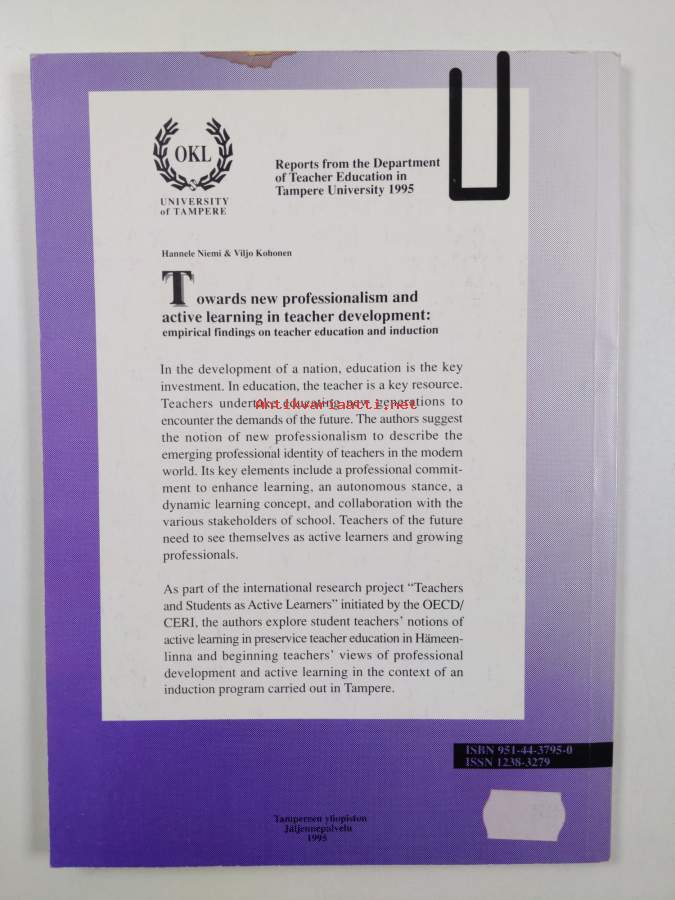 OKL
UNIVERSITY
of TAMPERE
Reports from the Department
of Teacher Education in
Tampere University 1995
Hannele Niemi & Viljo Kohonen
Towards new professionalism and
active learning in teacher development:
empirical findings on teacher education and induction
In the development of a nation, education is the key
investment. In education, the teacher is a key resource.
Teachers undertake educating new generations to
Antikvariaatti.net
encounter the demands of the future. The authors suggest
the notion of new professionalism to describe the
emerging professional identity of teachers in the modern
world. Its key elements include a professional commit-
ment to enhance learning, an autonomous stance, a
dynamic learning concept, and collaboration with the
various stakeholders of school. Teachers of the future
need to see themselves as active learners and growing
professionals.
As part of the international research project “Teachers
and Students as Active Learners” initiated by the OECD/
CERI, the authors explore student teachers’ notions of
active learning in preservice teacher education in Hämeen-
linna and beginning teachers’ views of professional
development and active learning in the context of an
induction program carried out in Tampere.
ISBN 951-44-3795-0
ISSN 1238-3279
Tampereen yliopiston
Jäljennepalvelu
1995